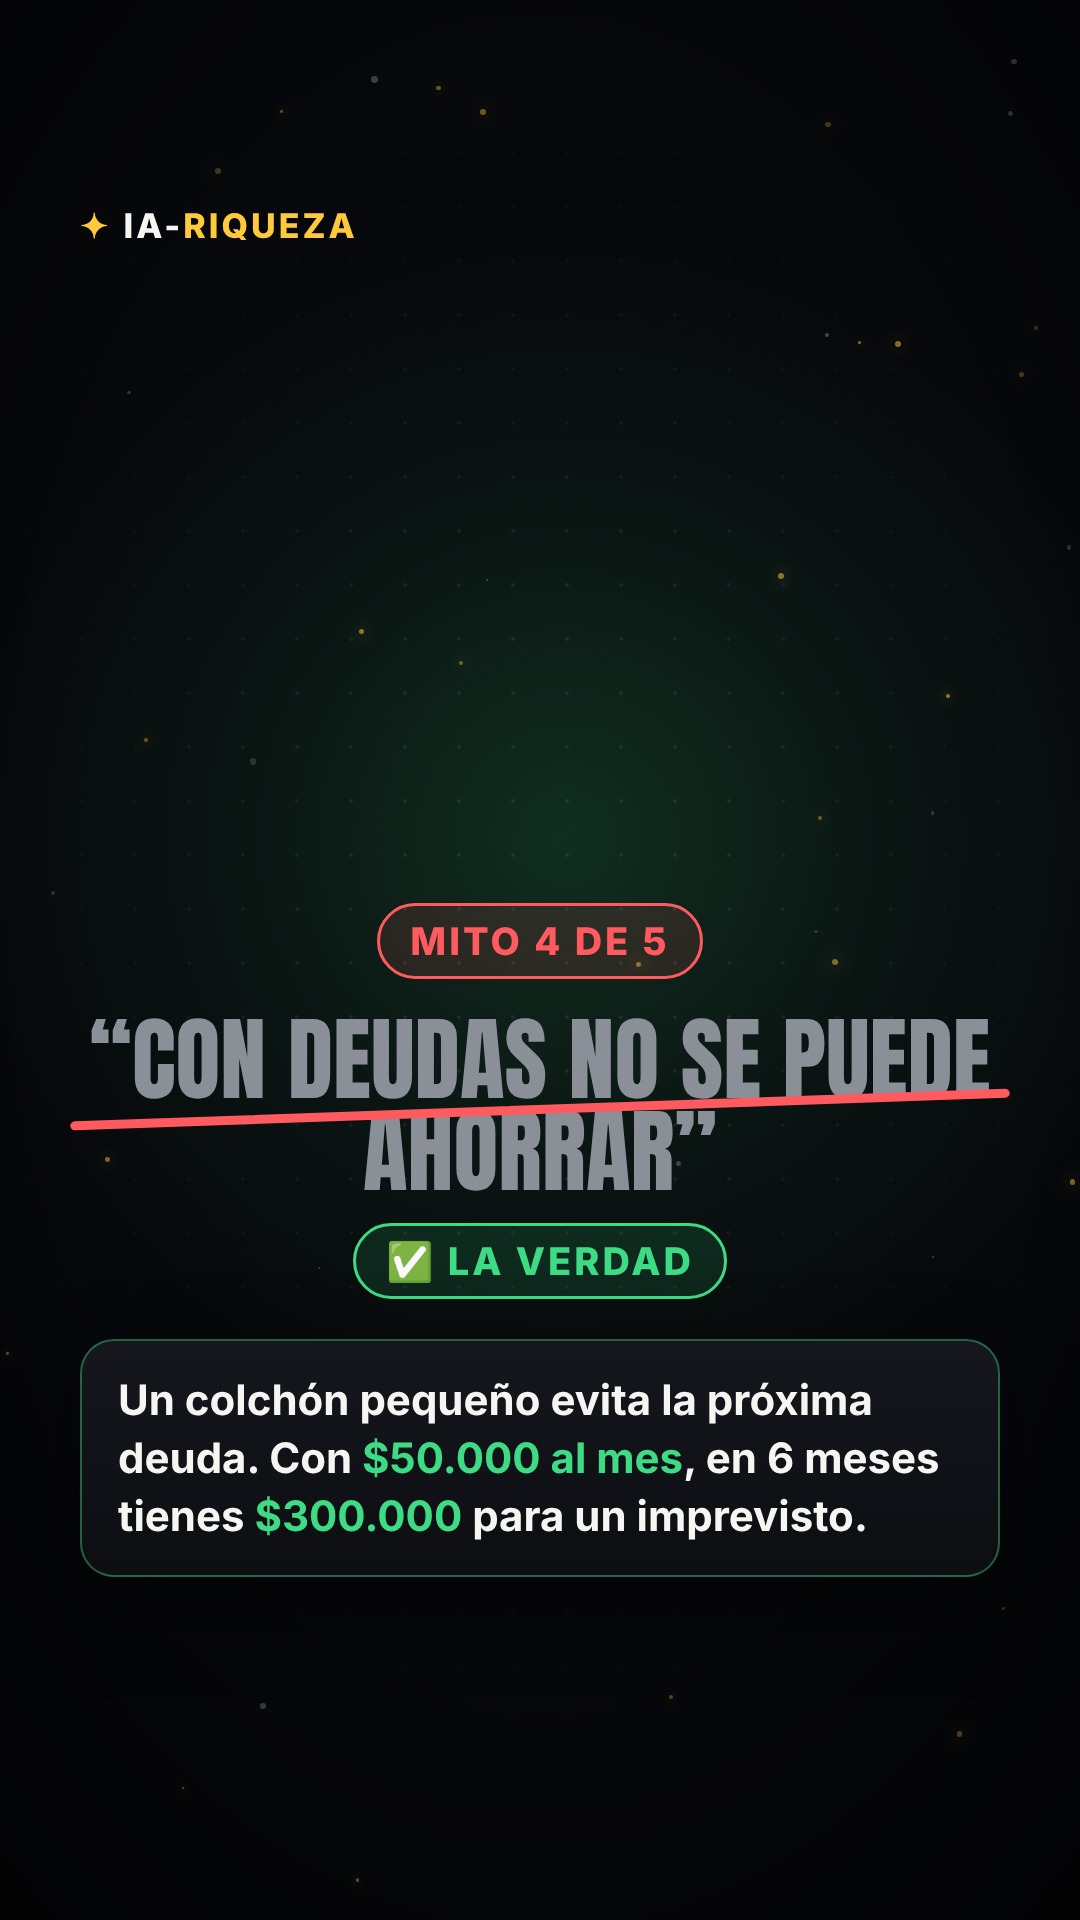 ✦ IA-RIQUEZA
MITO 4 DE 5
“CON DEUDAS NO SE PUEDE
AHORRAR”
✅ LA VERDAD
Un colchón pequeño evita la próxima
deuda. Con $50.000 al mes, en 6 meses
tienes $300.000 para un imprevisto.